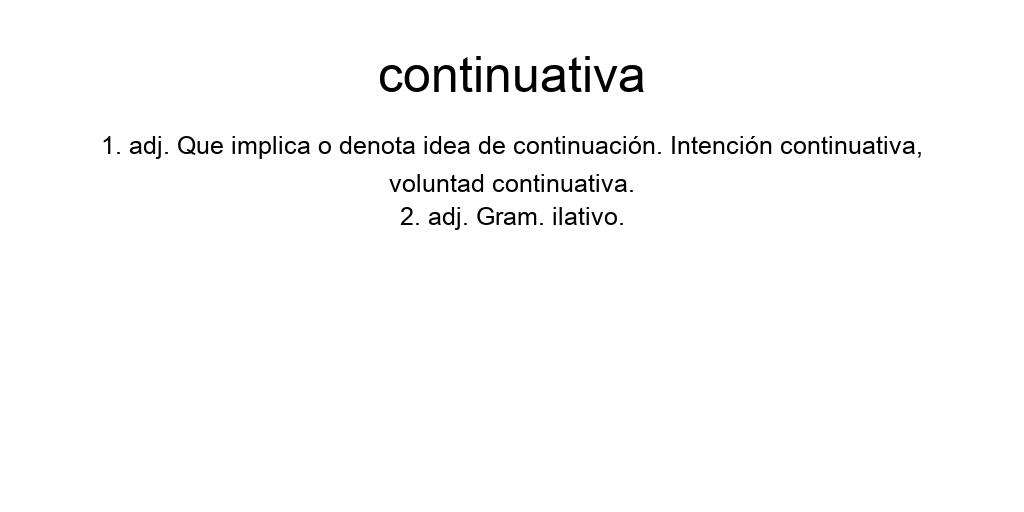 continuativa
1. adj. Que implica o denota idea de continuación. Intención continuativa,
voluntad continuativa.
2. adj. Gram. ilativo.